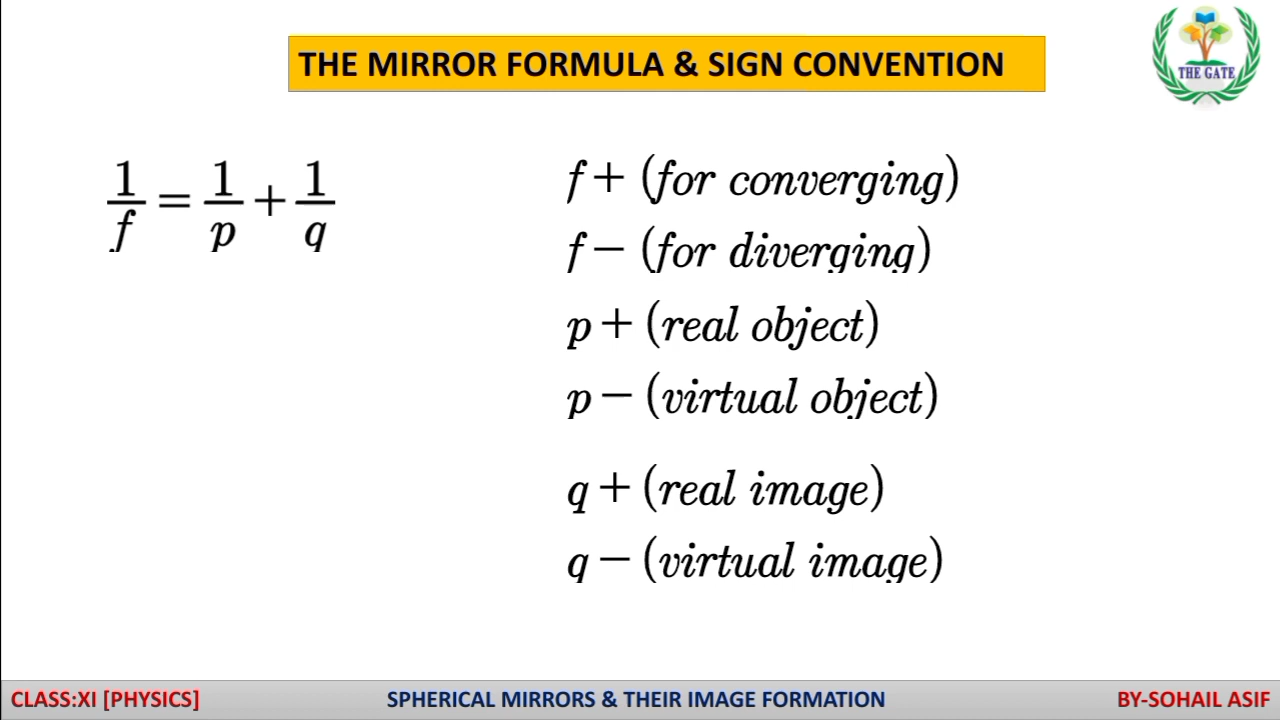 THE MIRROR FORMULA & SIGN CONVENTION
THE GATE
1/f = 1/p + 1/q
f + (for converging)
f − (for diverging)
p + (real object)
p − (virtual object)
q + (real image)
q − (virtual image)
CLASS:XI [PHYSICS]
SPHERICAL MIRRORS & THEIR IMAGE FORMATION
BY-SOHAIL ASIF